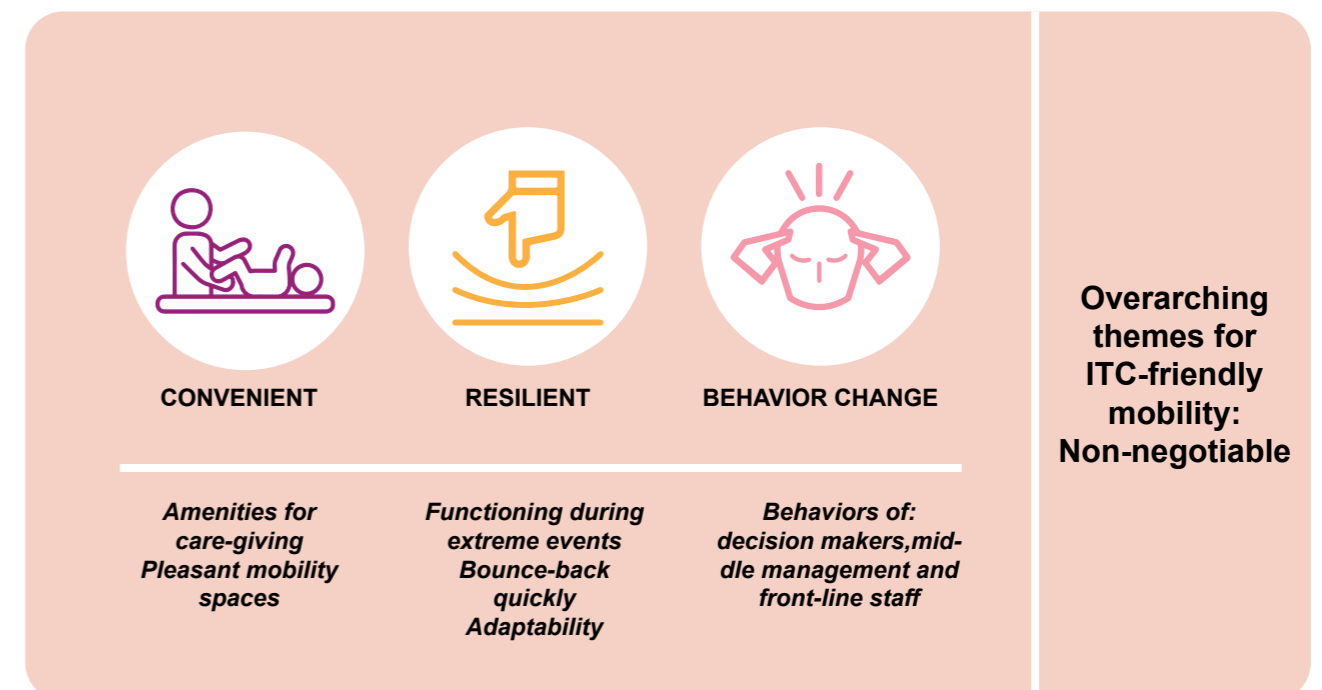 CONVENIENT
RESILIENT
BEHAVIOR CHANGE
Amenities for
care-giving
Pleasant mobility
spaces
Functioning during
extreme events
Bounce-back
quickly
Adaptability
Behaviors of:
decision makers,mid-
dle management and
front-line staff
Overarching
themes for
ITC-friendly
mobility:
Non-negotiable